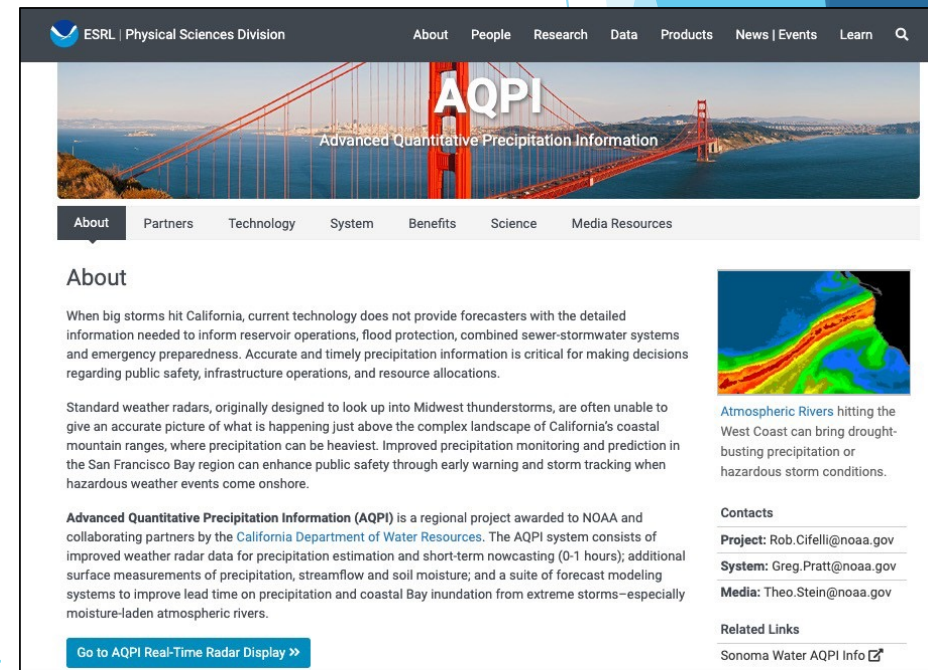 ESRL | Physical Sciences Division
About People Research Data Products News | Events Learn
AQPI
Advanced Quantitative Precipitation Information
About Partners Technology System Benefits Science Media Resources
About
When big storms hit California, current technology does not provide forecasters with the detailed
information needed to inform reservoir operations, flood protection, combined sewer-stormwater systems
and emergency preparedness. Accurate and timely precipitation information is critical for making decisions
regarding public safety, infrastructure operations, and resource allocations.
Standard weather radars, originally designed to look up into Midwest thunderstorms, are often unable to
give an accurate picture of what is happening just above the complex landscape of California's coastal
mountain ranges, where precipitation can be heaviest. Improved precipitation monitoring and prediction in
the San Francisco Bay region can enhance public safety through early warning and storm tracking when
hazardous weather events come onshore.
Advanced Quantitative Precipitation Information (AQPI) is a regional project awarded to NOAA and
collaborating partners by the California Department of Water Resources. The AQPI system consists of
improved weather radar data for precipitation estimation and short-term nowcasting (0-1 hours); additional
surface measurements of precipitation, streamflow and soil moisture; and a suite of forecast modeling
systems to improve lead time on precipitation and coastal Bay inundation from extreme storms–especially
moisture-laden atmospheric rivers.
Go to AQPI Real-Time Radar Display »
Atmospheric Rivers hitting the
West Coast can bring drought-
busting precipitation or
hazardous storm conditions.
Contacts
Project: Rob.Cifelli@noaa.gov
System: Greg.Pratt@noaa.gov
Media: Theo.Stein@noaa.gov
Related Links
Sonoma Water AQPI Info